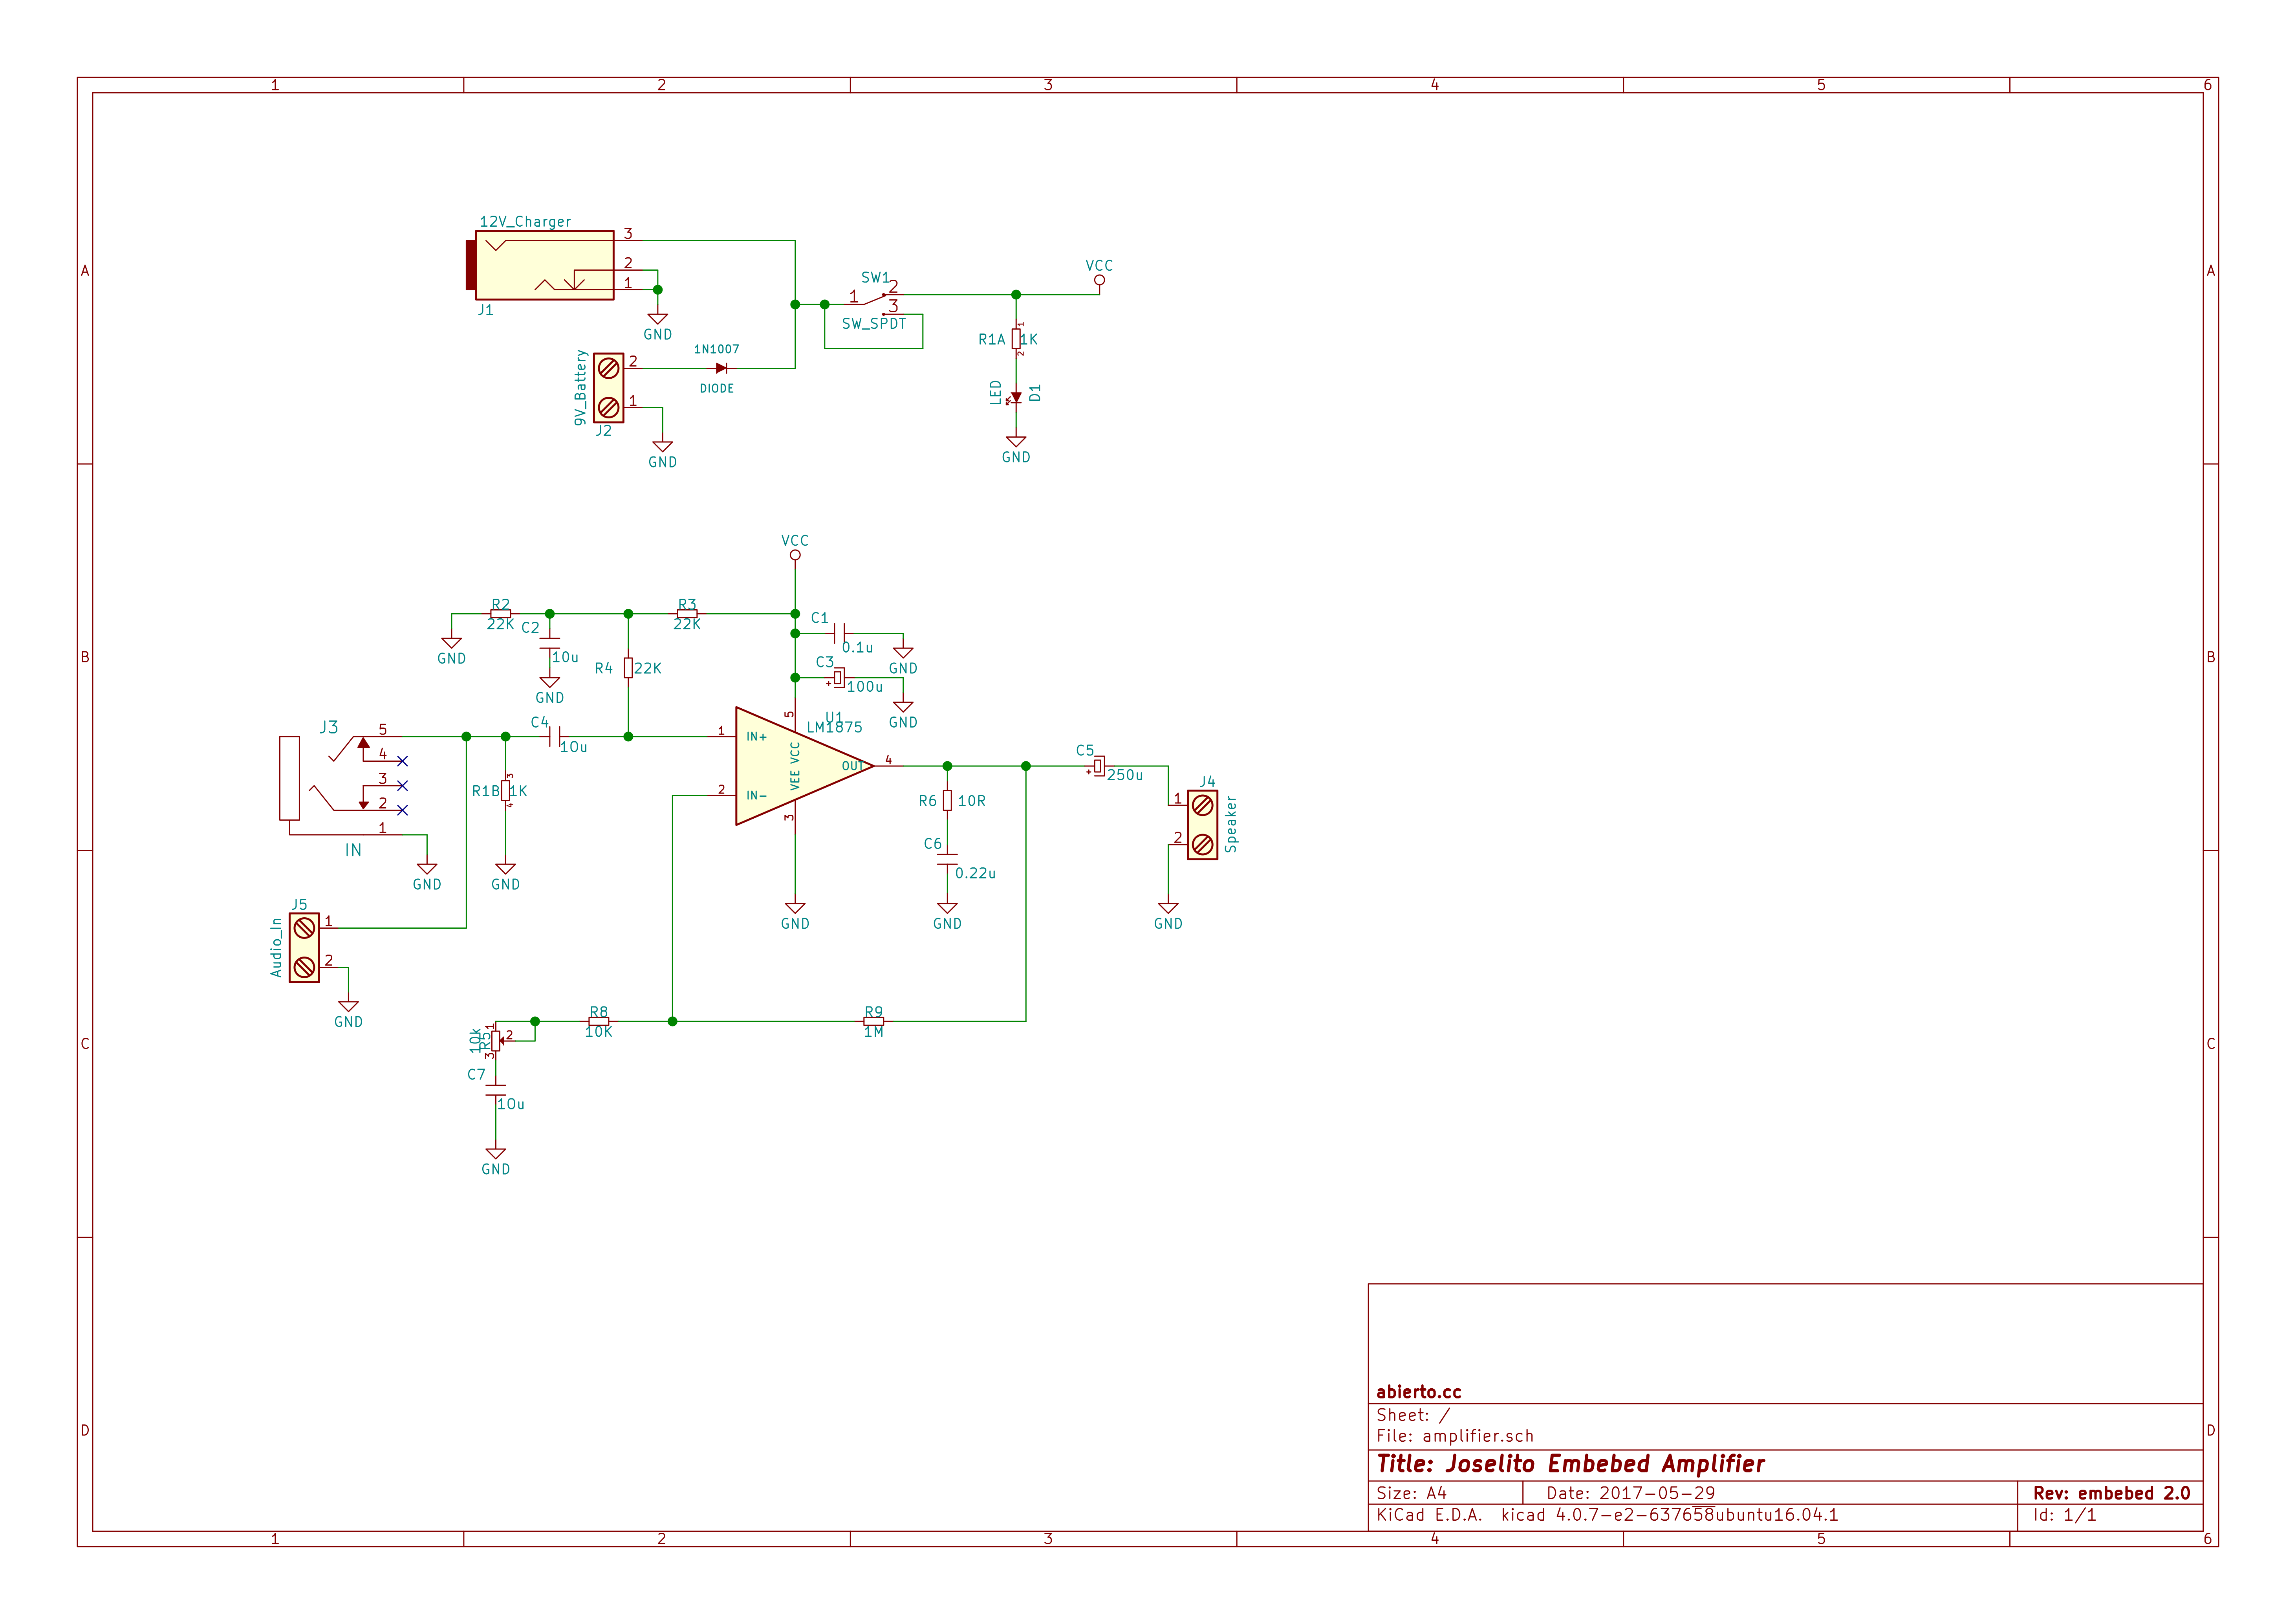 1 2 3 4 5 6
A A
12V_Charger
3
2
1
J1
GND
9V_Battery
2
1
J2
GND
1N1007
DIODE
SW1
1 2
3
SW_SPDT
VCC
R1A 1 1K
2
LED D1
GND
B B
VCC
R2
22K
GND
C2
10u
GND
R3
22K
R4 22K
C1
0.1u
GND
C3
+
100u
GND
J3
5
4
3
2
1
IN
GND
R1B 3 1K
4
GND
C4
10u
U1
LM1875
5
1 IN+
VEE VCC
OUT 4
2 IN-
3
GND
R6 10R
C6
0.22u
GND
C5
+
250u
J4
1
2
Speaker
GND
J5
Audio_In
1
2
GND
C C
R8
10K
R9
1M
10k
R5
1
2
3
C7
10u
GND
D D
abierto.cc
Sheet: /
File: amplifier.sch
Title: Joselito Embebed Amplifier
Size: A4 Date: 2017-05-29 Rev: embebed 2.0
KiCad E.D.A. kicad 4.0.7-e2-637658ubuntu16.04.1 Id: 1/1
1 2 3 4 5 6